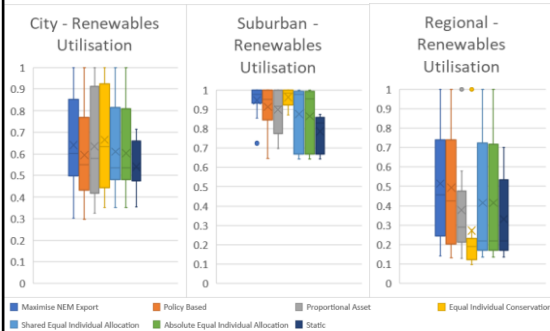 City - Renewables
Utilisation
1
0.9
0.8
0.7
0.6
0.5
0.4
0.3
0.2
0.1
0
Suburban -
Renewables
Utilisation
1
0.9
0.8
0.7
0.6
0.5
0.4
0.3
0.2
0.1
0
Regional -
Renewables
Utilisation
1
0.9
0.8
0.7
0.6
0.5
0.4
0.3
0.2
0.1
0
Maximise NEM Export
Policy Based
Proportional Asset
Equal Individual Conservation
Shared Equal Individual Allocation
Absolute Equal Individual Allocation
Static